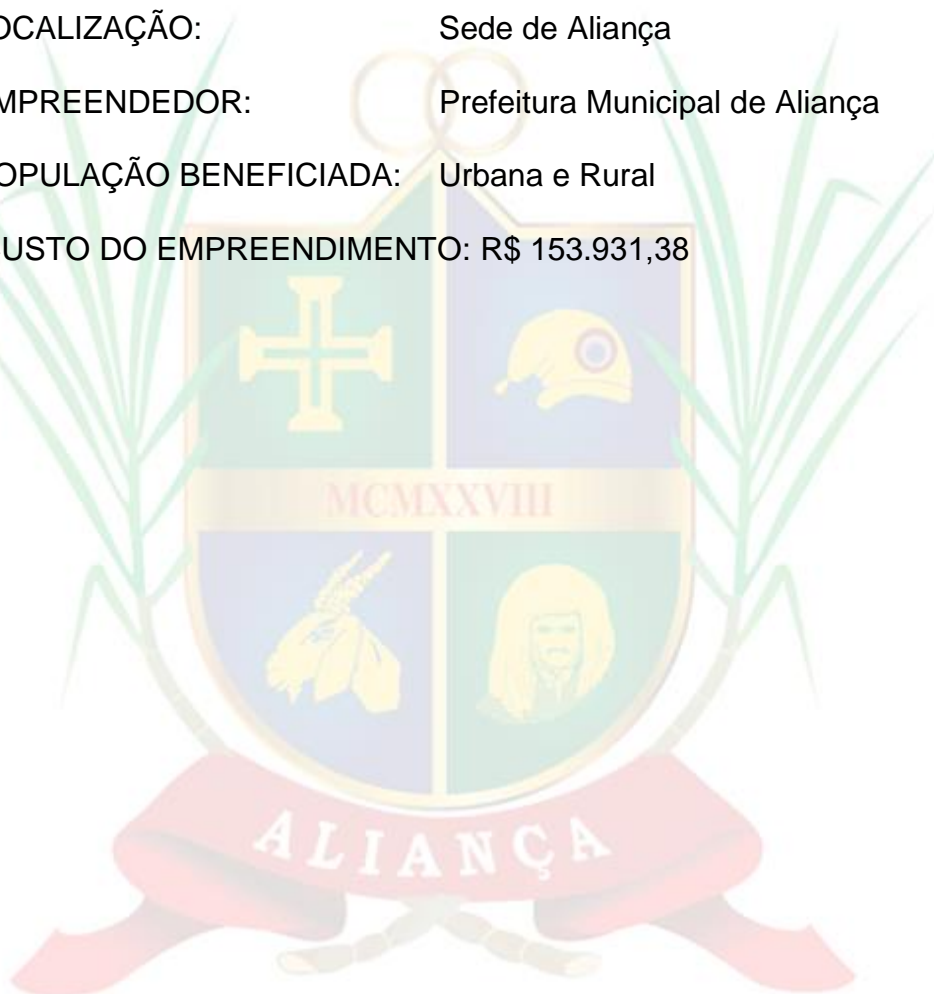 OCALIZAÇÃO: Sede de Aliança
MPREENDEDOR: Prefeitura Municipal de Aliança
OPULAÇÃO BENEFICIADA: Urbana e Rural
USTO DO EMPREENDIMENTO: R$ 153.931,38
MCMXXVIII
ALIANÇA